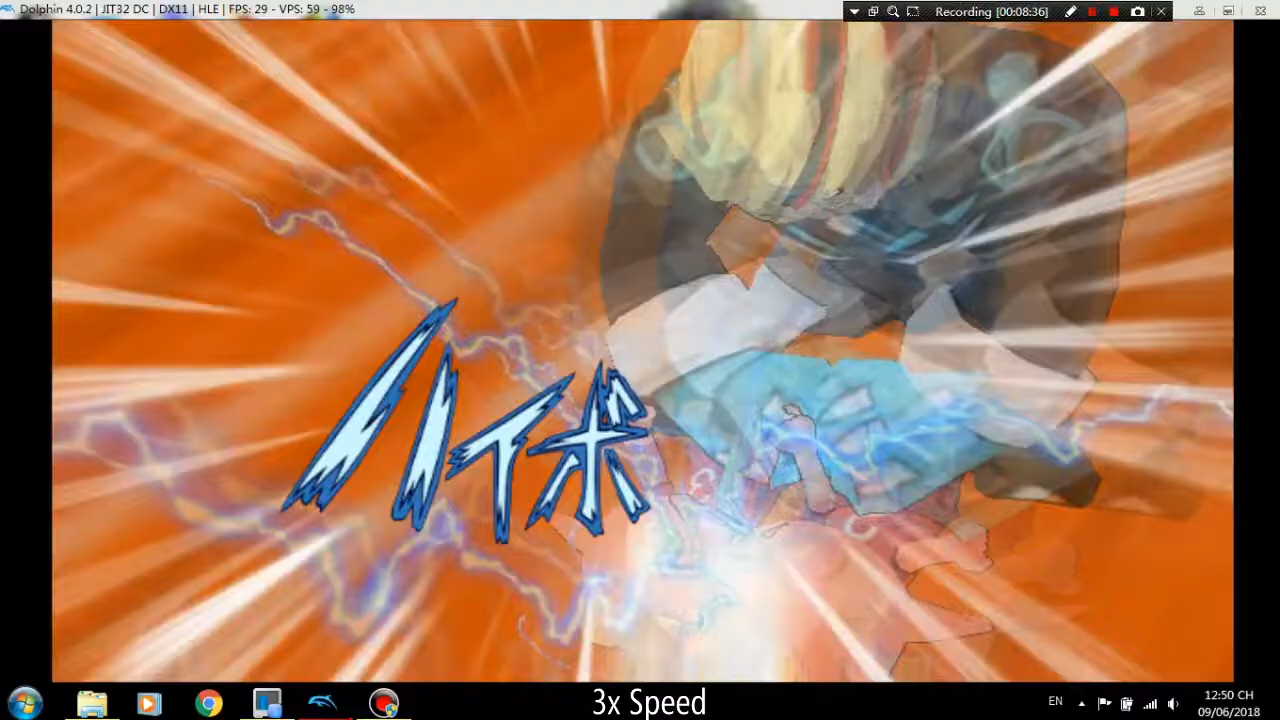 Dolphin 4.0.2 | JIT32 DC | DX11 | HLE | FPS: 29 - VPS: 59 - 98%
Recording [00:08:36]
ハイボ
3x Speed
EN
12:50 CH
09/06/2018